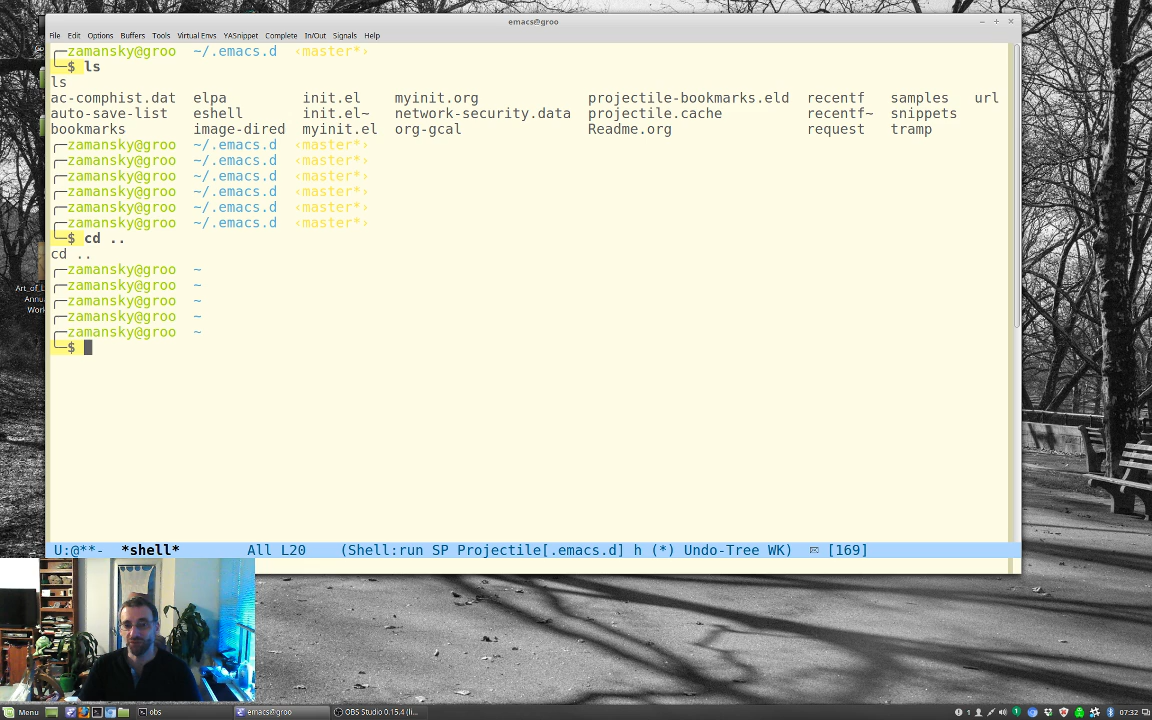 emacs@groo
File Edit Options Buffers Tools Virtual Envs YASnippet Complete In/Out Signals Help
╭─zamansky@groo ~/.emacs.d ‹master*›
╰─$ ls
ls
ac-comphist.dat elpa init.el myinit.org projectile-bookmarks.eld recentf samples url
auto-save-list eshell init.el~ network-security.data projectile.cache recentf~ snippets
bookmarks image-dired myinit.el org-gcal Readme.org request tramp
╭─zamansky@groo ~/.emacs.d ‹master*›
╭─zamansky@groo ~/.emacs.d ‹master*›
╭─zamansky@groo ~/.emacs.d ‹master*›
╭─zamansky@groo ~/.emacs.d ‹master*›
╭─zamansky@groo ~/.emacs.d ‹master*›
╭─zamansky@groo ~/.emacs.d ‹master*›
╰─$ cd ..
cd ..
╭─zamansky@groo ~
╭─zamansky@groo ~
╭─zamansky@groo ~
╭─zamansky@groo ~
╭─zamansky@groo ~
╰─$
Art_of_
Annu
Work
U:@**- *shell* All L20 (Shell:run SP Projectile[.emacs.d] h (*) Undo-Tree WK) ✉ [169]
Menu obs emacs@groo OBS Studio 0.15.4 (li... 1 07:32